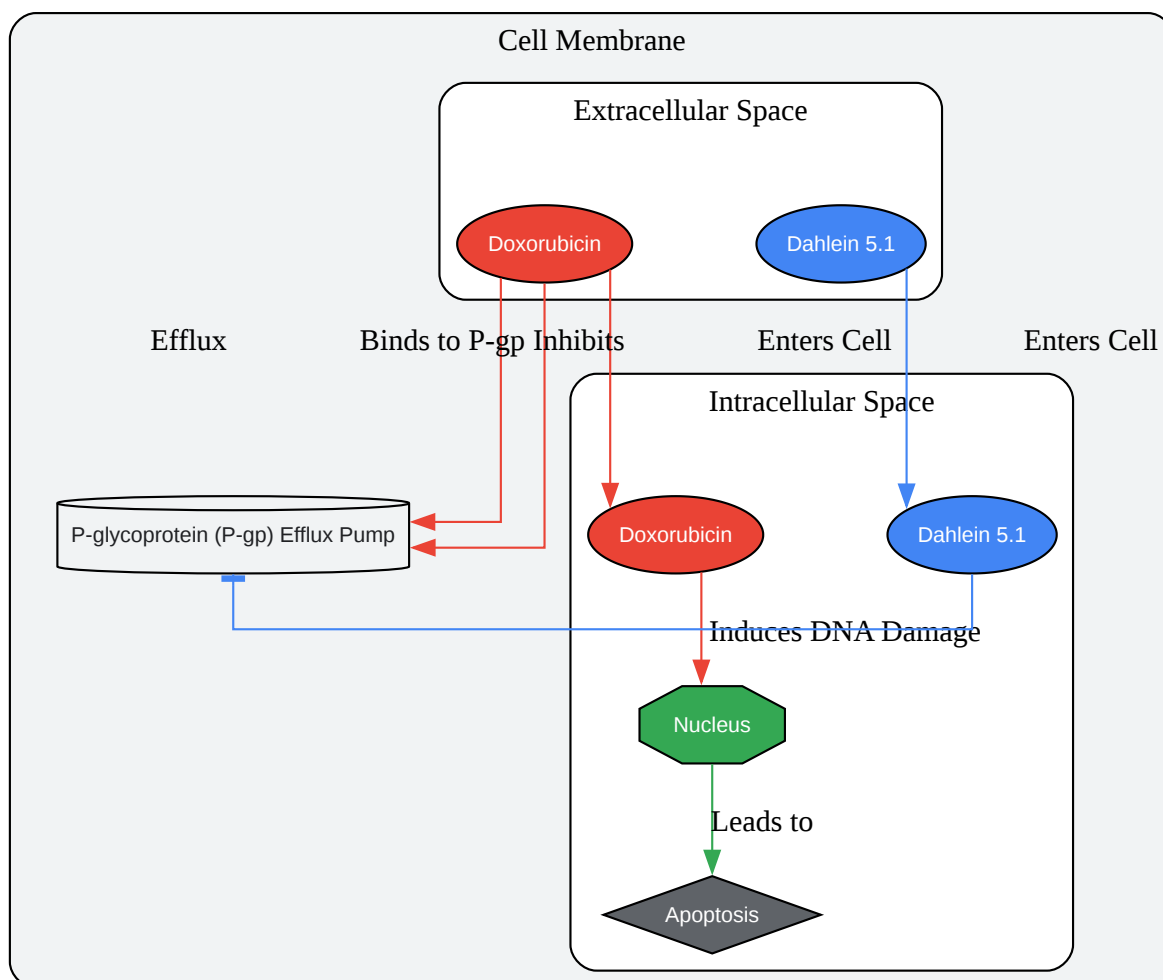 Cell Membrane
Extracellular Space
Doxorubicin
Dahlein 5.1
Efflux
Binds to P-gp
Inhibits
Enters Cell
Enters Cell
Intracellular Space
P-glycoprotein (P-gp) Efflux Pump
Doxorubicin
Dahlein 5.1
Induces DNA Damage
Nucleus
Leads to
Apoptosis